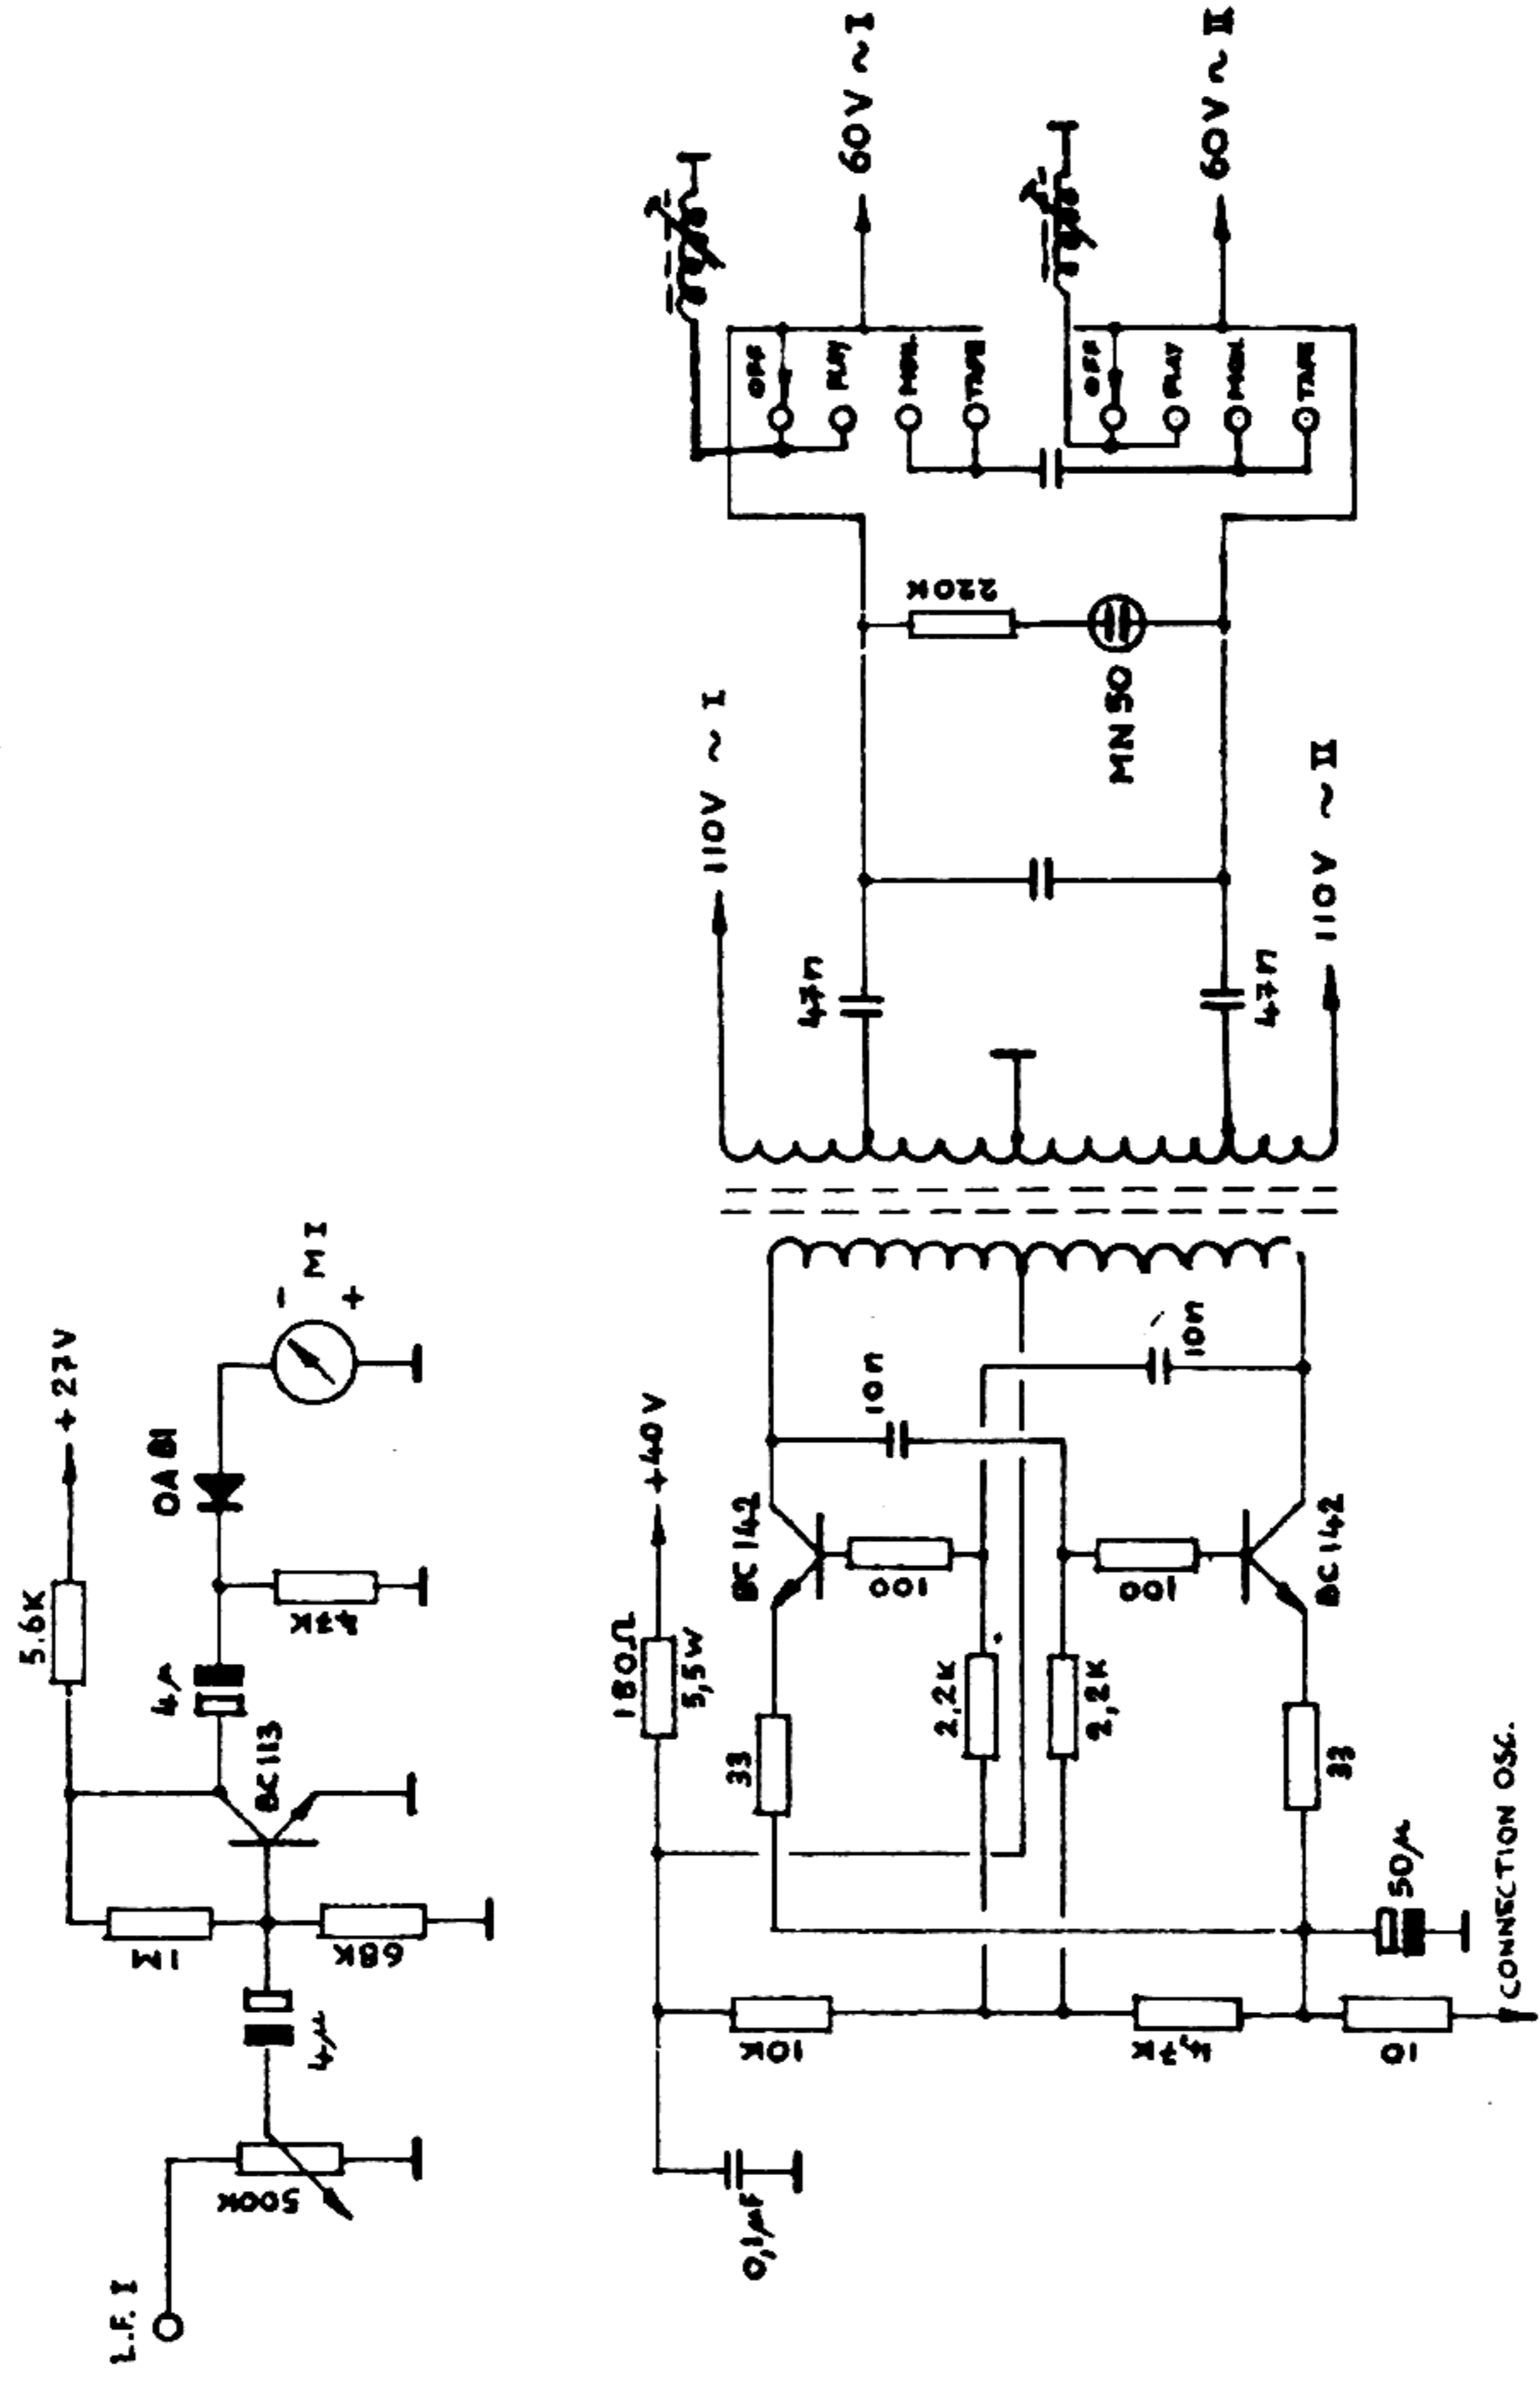 L.F. I
500K
4μ
1M
68K
5.6K
+27V
BC113
4μ
47K
OA81
-
+
M I
0,1μF
10K
4,7K
10
CONNECTION OSC.
50μ
180Ω
5,5W
+40V
33
33
2,2K
2,2K
100
100
BC142
BC142
10n
10n
110V ~ I
110V ~ II
47n
47n
MN50
220K
OFF
PLAY
TAPE
OFF
PLAY
MON.
TAPE
60V ~ I
60V ~ II